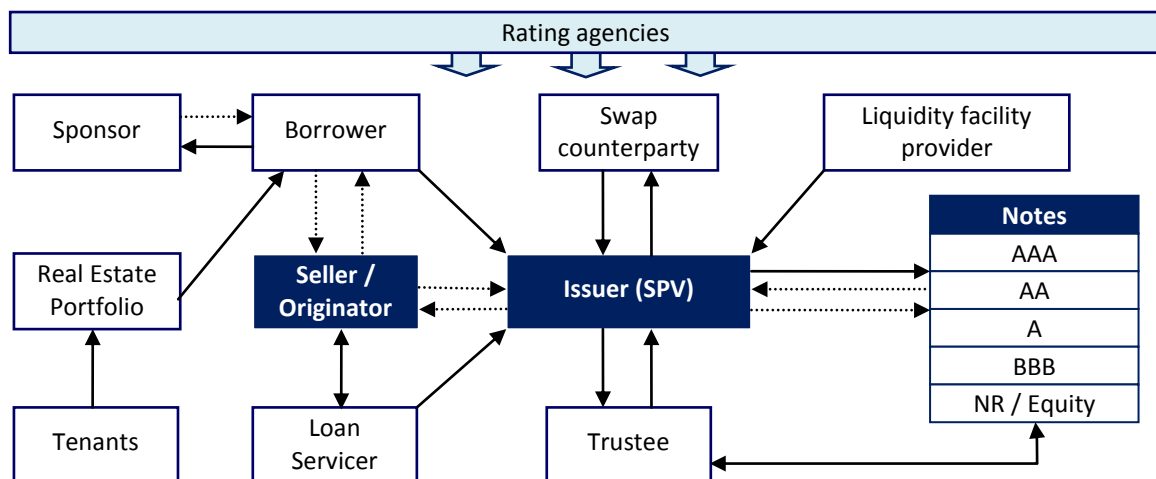 Rating agencies
Sponsor
Borrower
Swap
counterparty
Liquidity facility
provider
Notes
AAA
AA
A
BBB
NR / Equity
Real Estate
Portfolio
Seller /
Originator
Issuer (SPV)
Tenants
Loan
Servicer
Trustee